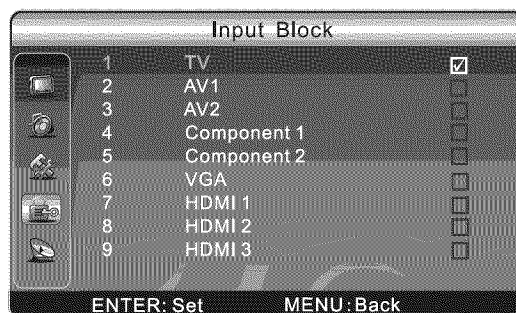 Input Block
1 TV
2 AV1
3 AV2
4 Component 1
5 Component 2
6 VGA
7 HDMI 1
8 HDMI 2
9 HDMI 3
ENTER: Set MENU: Back